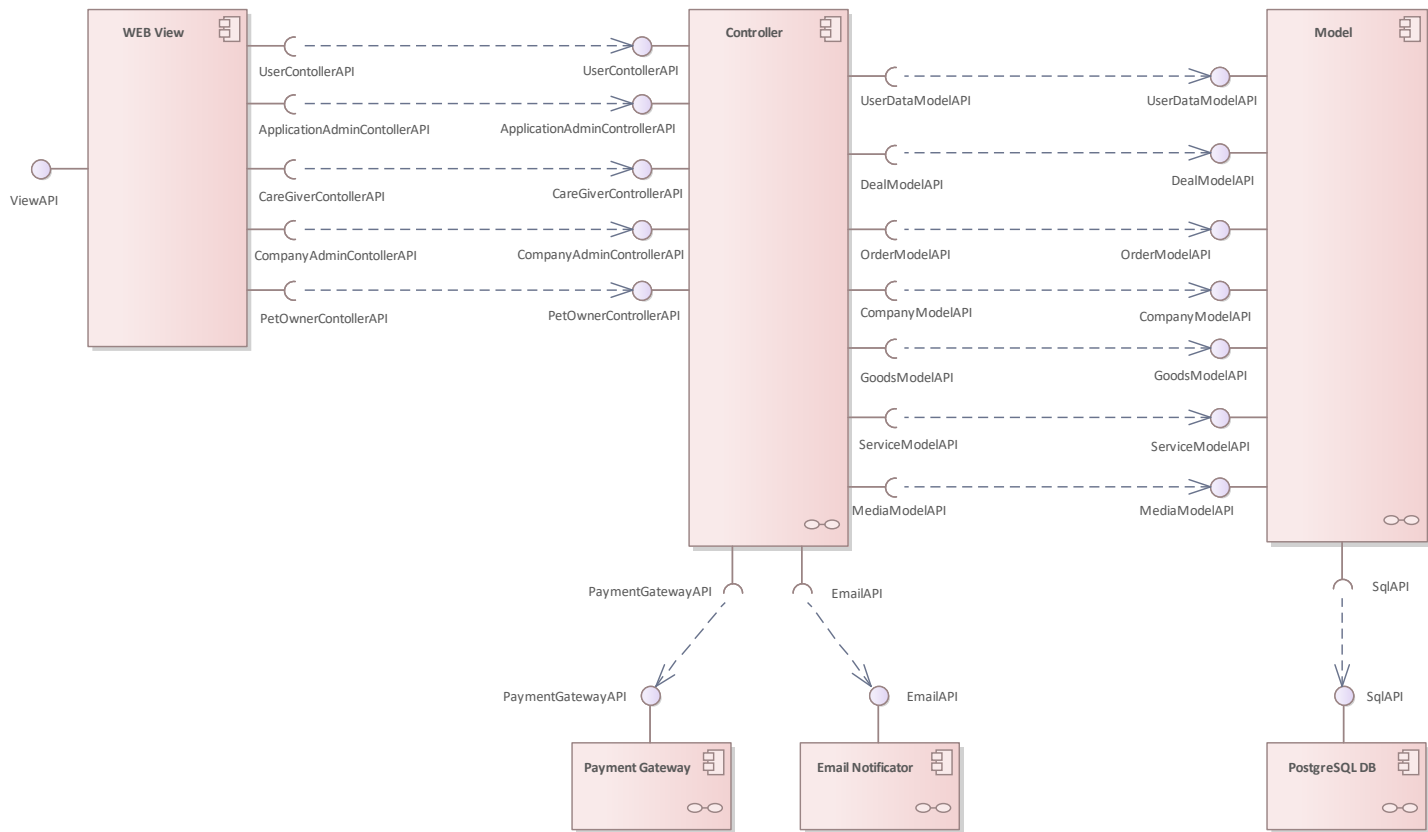 WEB View
Controller
Model
UserContollerAPI
UserContollerAPI
UserDataModelAPI
UserDataModelAPI
ApplicationAdminContollerAPI
ApplicationAdminControllerAPI
DealModelAPI
DealModelAPI
ViewAPI
CareGiverContollerAPI
CareGiverControllerAPI
CompanyAdminContollerAPI
CompanyAdminControllerAPI
OrderModelAPI
OrderModelAPI
PetOwnerContollerAPI
PetOwnerControllerAPI
CompanyModelAPI
CompanyModelAPI
GoodsModelAPI
GoodsModelAPI
ServiceModelAPI
ServiceModelAPI
MediaModelAPI
MediaModelAPI
PaymentGatewayAPI
EmailAPI
SqlAPI
PaymentGatewayAPI
EmailAPI
SqlAPI
Payment Gateway
Email Notificator
PostgreSQL DB